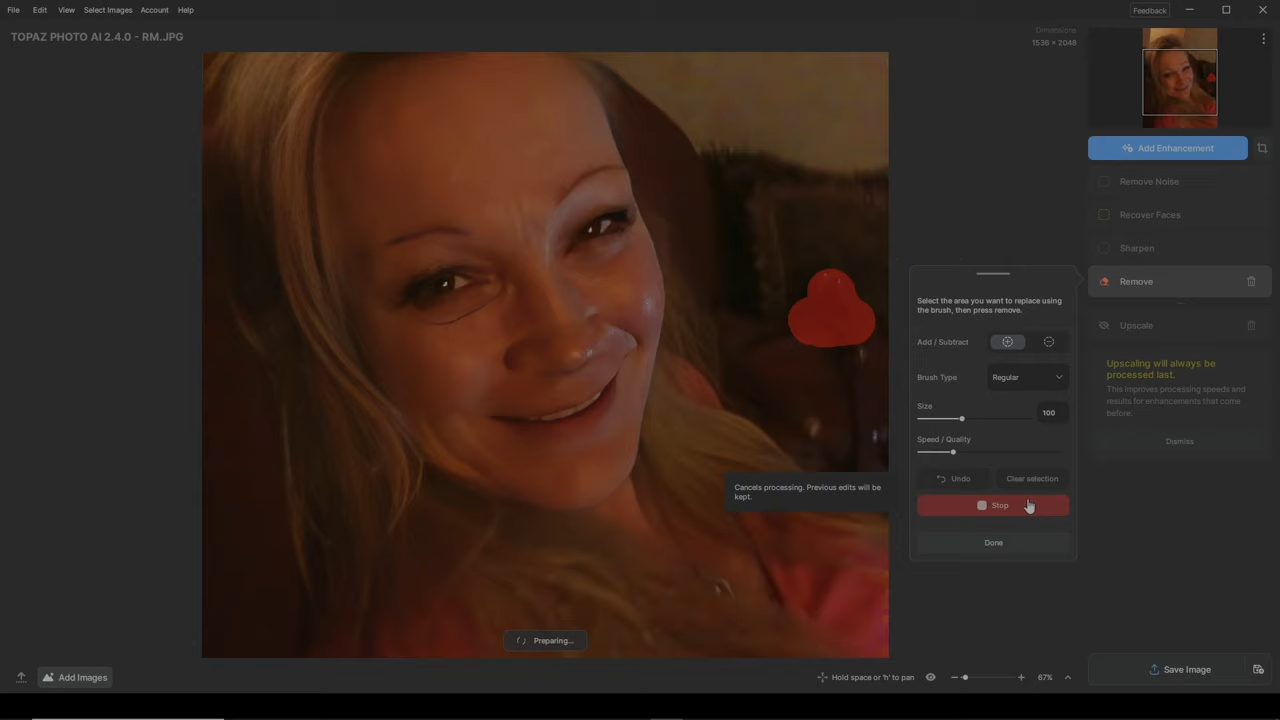 File Edit View Select Images Account Help
Feedback
TOPAZ PHOTO AI 2.4.0 - RM.JPG
Dimensions
1536 × 2048
Add Enhancement
Remove Noise
Recover Faces
Sharpen
Remove
Upscale
Upscaling will always be
processed last.
This improves processing speeds and
results for enhancements that come
before.
Dismiss
Select the area you want to replace using
the brush, then press remove.
Add / Subtract
Brush Type Regular
Size
100
Speed / Quality
Undo Clear selection
Stop
Done
Cancels processing. Previous edits will be
kept.
Preparing...
Add Images
Hold space or 'h' to pan
67%
Save Image